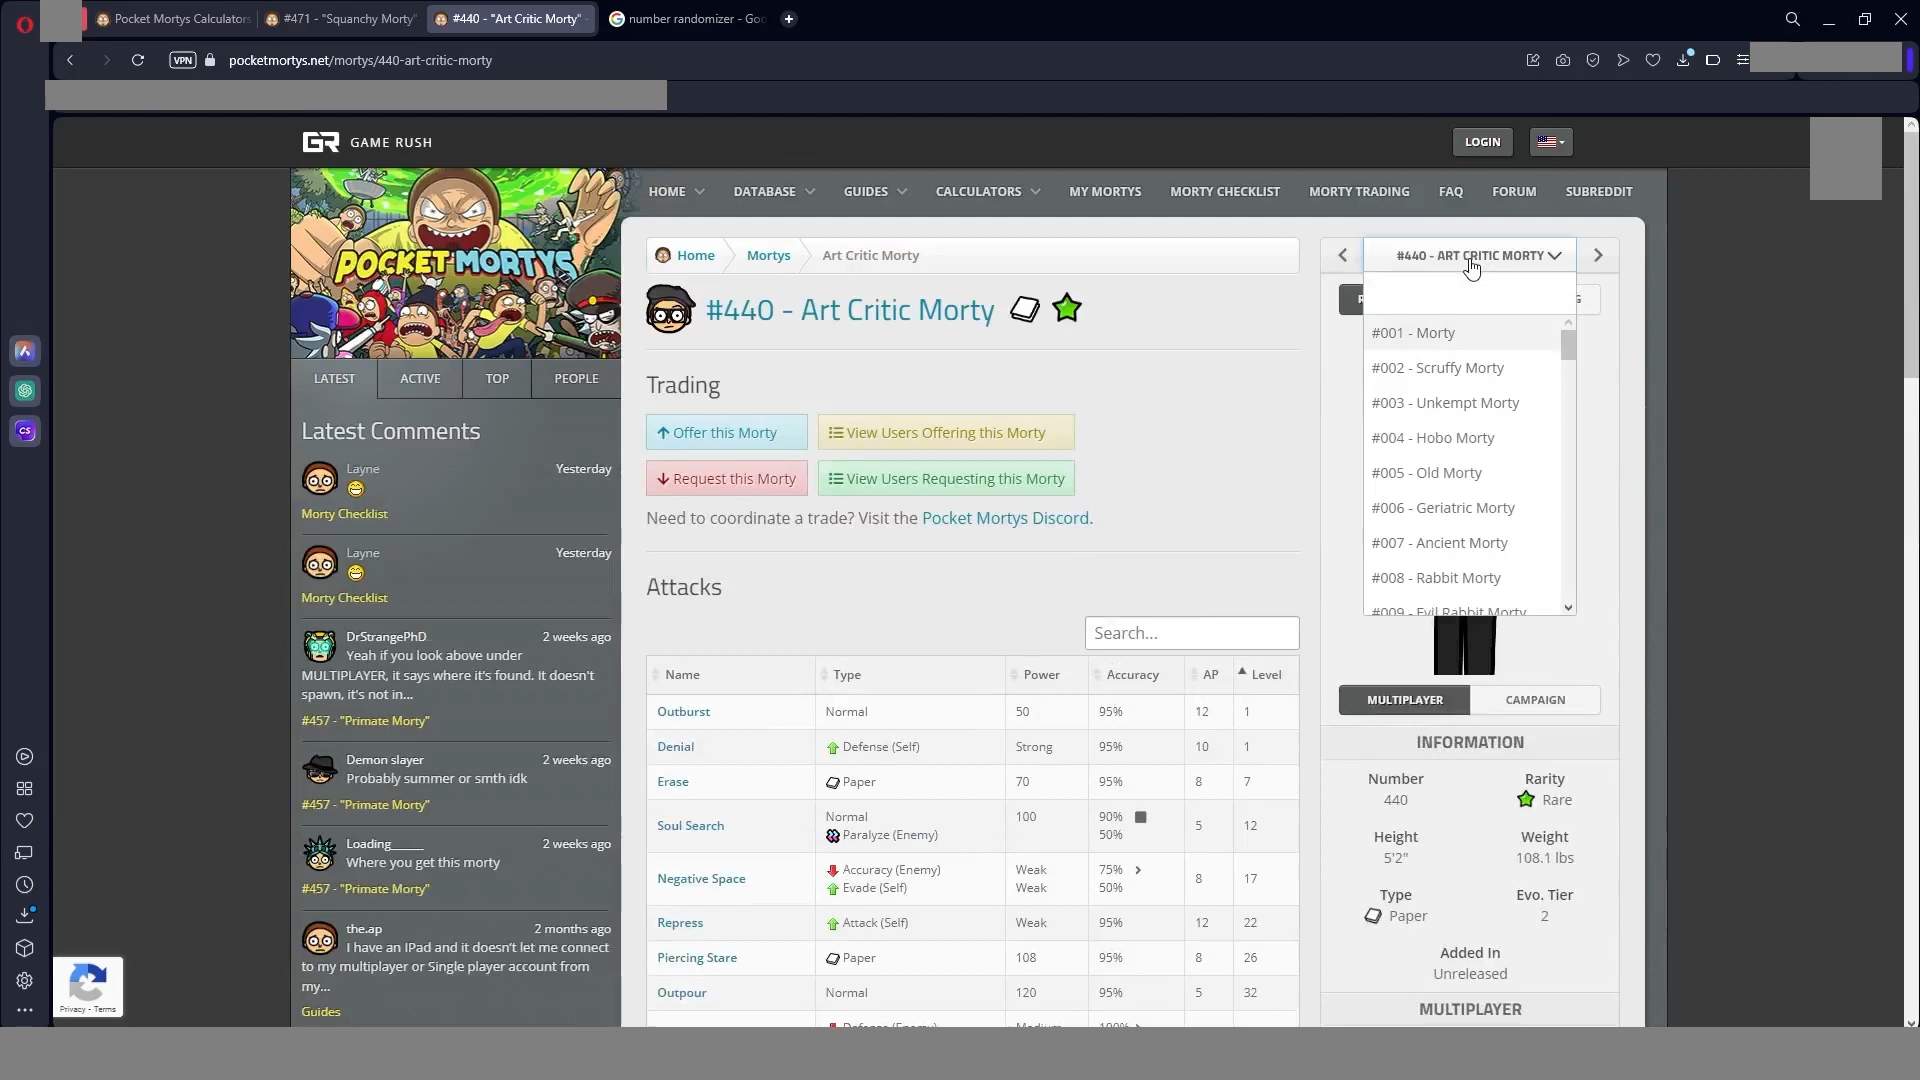 Pocket Mortys Calculators
#471 - "Squanchy Morty"
#440 - "Art Critic Morty"
number randomizer - Goo
VPN
pocketmortys.net/mortys/440-art-critic-morty
GR GAME RUSH
LOGIN
POCKET MORTYS
HOME
DATABASE
GUIDES
CALCULATORS
MY MORTYS
MORTY CHECKLIST
MORTY TRADING
FAQ
FORUM
SUBREDDIT
LATEST
ACTIVE
TOP
PEOPLE
Latest Comments
Layne Yesterday
Morty Checklist
Layne Yesterday
Morty Checklist
DrStrangePhD 2 weeks ago
Yeah if you look above under
MULTIPLAYER, it says where it's found. It doesn't
spawn, it's not in...
#457 - "Primate Morty"
Demon slayer 2 weeks ago
Probably summer or smth idk
#457 - "Primate Morty"
Loading_____ 2 weeks ago
Where you get this morty
#457 - "Primate Morty"
the.ap 2 months ago
I have an IPad and it doesn't let me connect
to my multiplayer or Single player account from
my...
Guides
Privacy - Terms
CS
Home
Mortys
Art Critic Morty
#440 - Art Critic Morty
Trading
Offer this Morty
View Users Offering this Morty
Request this Morty
View Users Requesting this Morty
Need to coordinate a trade? Visit the Pocket Mortys Discord.
Attacks
Search...
Name Type Power Accuracy AP Level
Outburst Normal 50 95% 12 1
Denial Defense (Self) Strong 95% 10 1
Erase Paper 70 95% 8 7
Soul Search Normal 100 90% 5 12
Paralyze (Enemy) 50%
Negative Space Accuracy (Enemy) Weak 75% 8 17
Evade (Self) Weak 50%
Repress Attack (Self) Weak 95% 12 22
Piercing Stare Paper 108 95% 8 26
Outpour Normal 120 95% 5 32
Defense (Enemy) Medium 100%
#440 - ART CRITIC MORTY
#001 - Morty
#002 - Scruffy Morty
#003 - Unkempt Morty
#004 - Hobo Morty
#005 - Old Morty
#006 - Geriatric Morty
#007 - Ancient Morty
#008 - Rabbit Morty
#009 - Evil Rabbit Morty
MULTIPLAYER
CAMPAIGN
INFORMATION
Number Rarity
440 Rare
Height Weight
5'2" 108.1 lbs
Type Evo. Tier
Paper 2
Added In
Unreleased
MULTIPLAYER